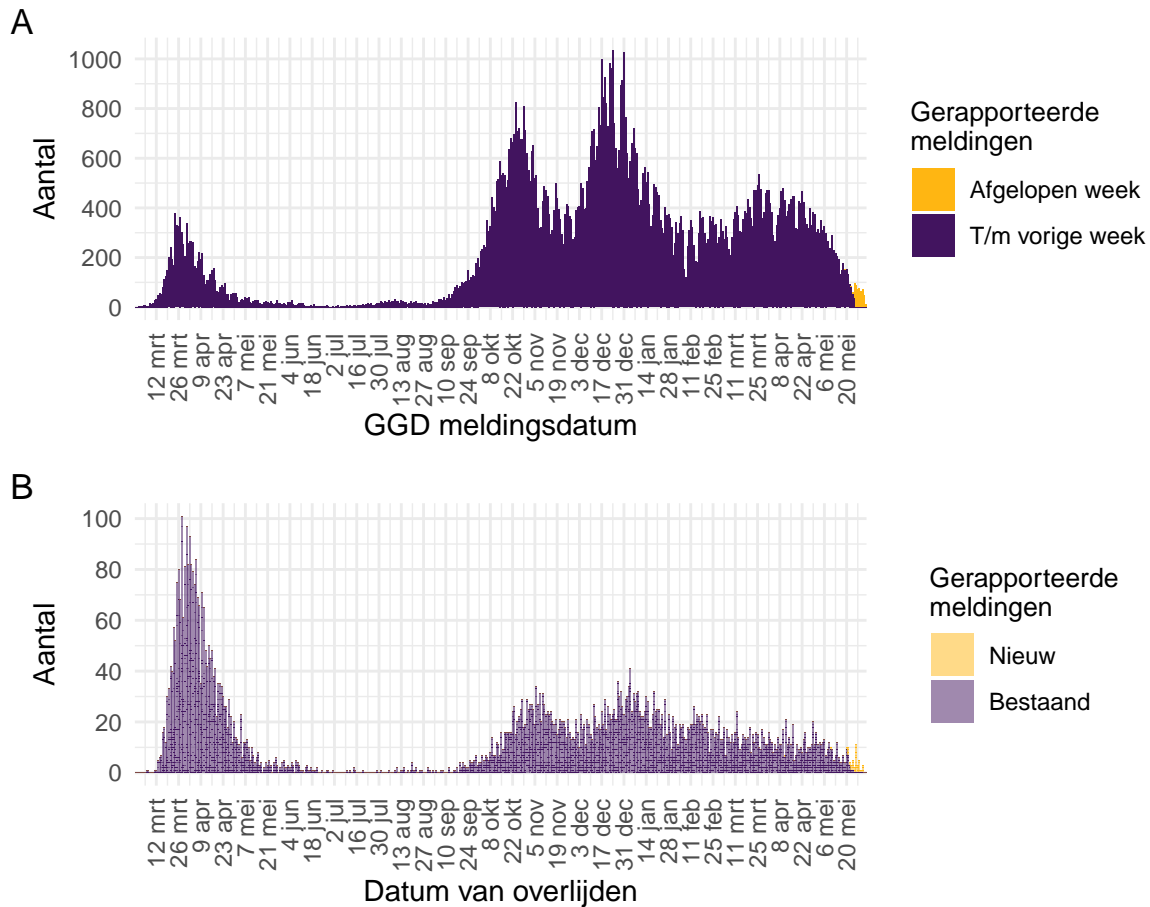 A
1000
800
600
400
200
0
Aantal
12 mrt
26 mrt
9 apr
23 apr
7 mei
21 mei
4 jun
18 jun
2 jul
16 jul
30 jul
13 aug
27 aug
10 sep
24 sep
8 okt
22 okt
5 nov
19 nov
3 dec
17 dec
31 dec
14 jan
28 jan
11 feb
25 feb
11 mrt
25 mrt
8 apr
22 apr
6 mei
20 mei
GGD meldingsdatum
Gerapporteerde
meldingen
Afgelopen week
T/m vorige week
B
100
80
60
40
20
0
Aantal
12 mrt
26 mrt
9 apr
23 apr
7 mei
21 mei
4 jun
18 jun
2 jul
16 jul
30 jul
13 aug
27 aug
10 sep
24 sep
8 okt
22 okt
5 nov
19 nov
3 dec
17 dec
31 dec
14 jan
28 jan
11 feb
25 feb
11 mrt
25 mrt
8 apr
22 apr
6 mei
20 mei
Datum van overlijden
Gerapporteerde
meldingen
Nieuw
Bestaand